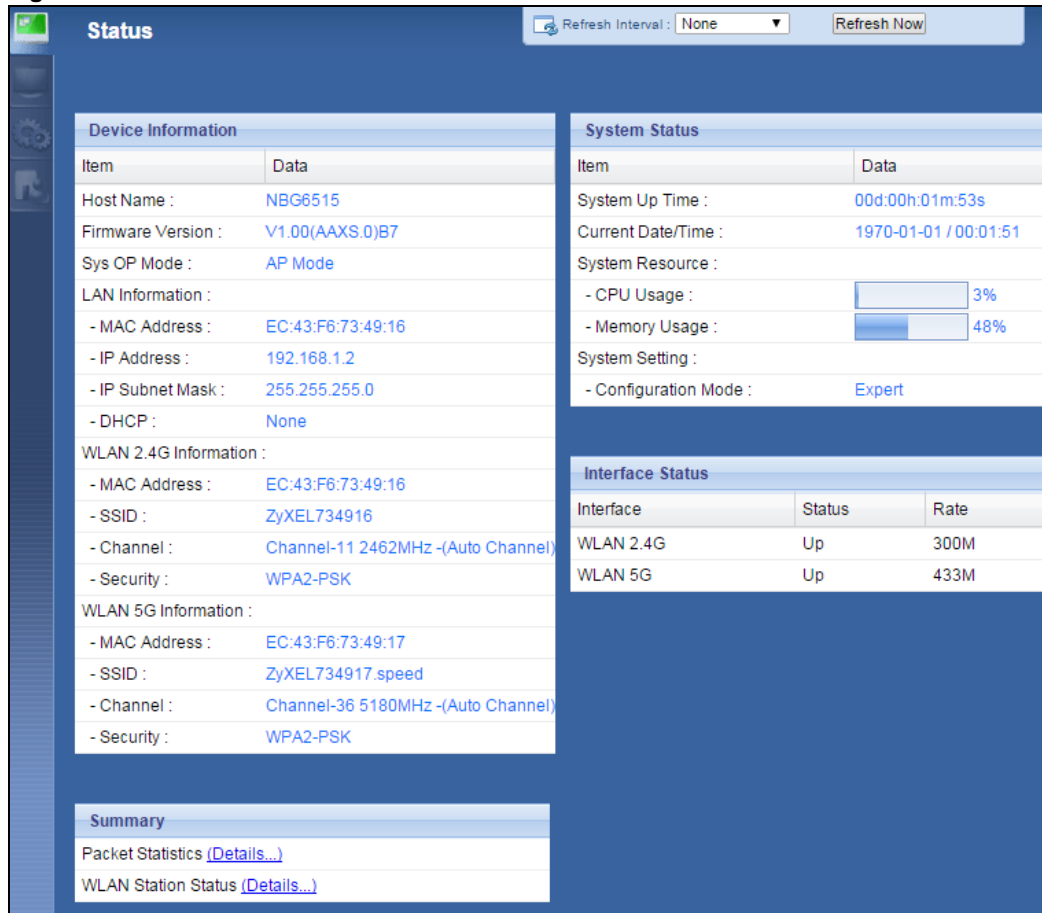 Status
Refresh Interval : None ▼ Refresh Now
Device Information
Item Data
Host Name : NBG6515
Firmware Version : V1.00(AAXS.0)B7
Sys OP Mode : AP Mode
LAN Information :
- MAC Address : EC:43:F6:73:49:16
- IP Address : 192.168.1.2
- IP Subnet Mask : 255.255.255.0
- DHCP : None
WLAN 2.4G Information :
- MAC Address : EC:43:F6:73:49:16
- SSID : ZyXEL734916
- Channel : Channel-11 2462MHz -(Auto Channel)
- Security : WPA2-PSK
WLAN 5G Information :
- MAC Address : EC:43:F6:73:49:17
- SSID : ZyXEL734917.speed
- Channel : Channel-36 5180MHz -(Auto Channel)
- Security : WPA2-PSK
Summary
Packet Statistics (Details...)
WLAN Station Status (Details...)
System Status
Item Data
System Up Time : 00d:00h:01m:53s
Current Date/Time : 1970-01-01 / 00:01:51
System Resource :
- CPU Usage : 3%
- Memory Usage : 48%
System Setting :
- Configuration Mode : Expert
Interface Status
Interface Status Rate
WLAN 2.4G Up 300M
WLAN 5G Up 433M